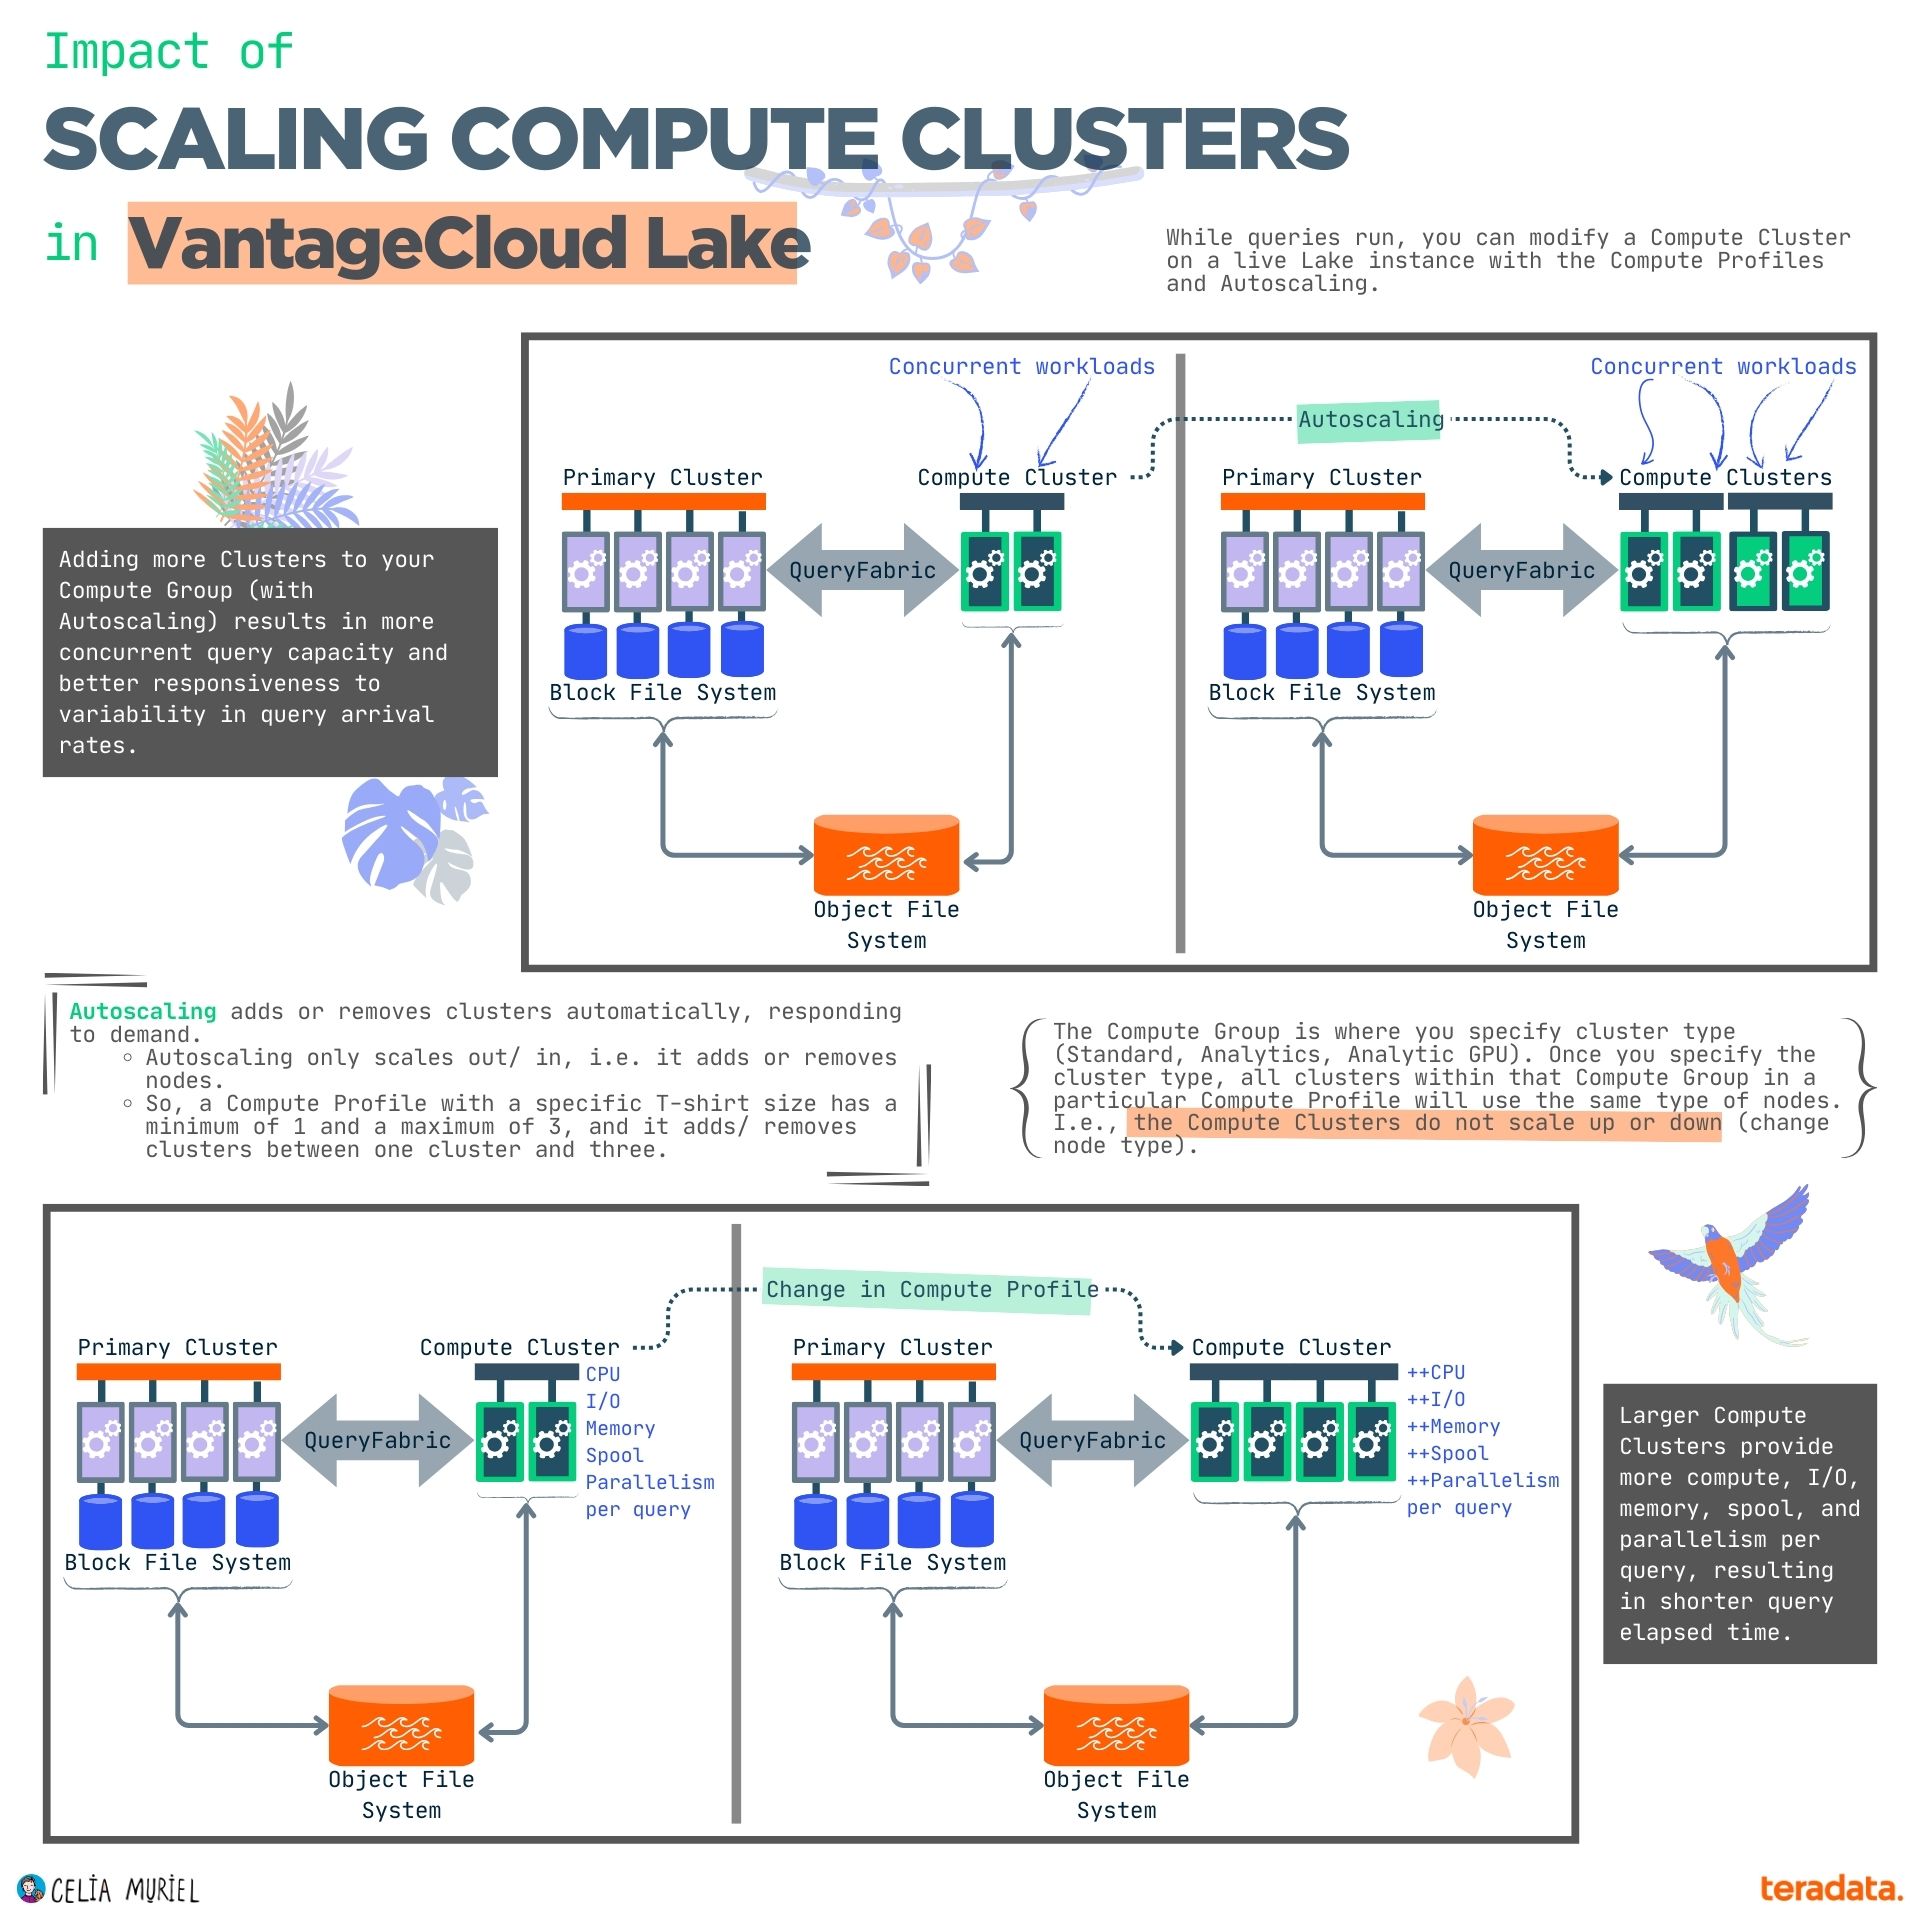 Impact of
SCALING COMPUTE CLUSTERS
in VantageCloud Lake
While queries run, you can modify a Compute Cluster
on a live Lake instance with the Compute Profiles
and Autoscaling.
Adding more Clusters to your
Compute Group (with
Autoscaling) results in more
concurrent query capacity and
better responsiveness to
variability in query arrival
rates.
Concurrent workloads
Primary Cluster
Compute Cluster
QueryFabric
Block File System
Object File
System
Autoscaling
Concurrent workloads
Primary Cluster
Compute Clusters
QueryFabric
Block File System
Object File
System
Autoscaling adds or removes clusters automatically, responding
to demand.
◦ Autoscaling only scales out/ in, i.e. it adds or removes
nodes.
◦ So, a Compute Profile with a specific T-shirt size has a
minimum of 1 and a maximum of 3, and it adds/ removes
clusters between one cluster and three.
The Compute Group is where you specify cluster type
(Standard, Analytics, Analytic GPU). Once you specify the
cluster type, all clusters within that Compute Group in a
particular Compute Profile will use the same type of nodes.
I.e., the Compute Clusters do not scale up or down (change
node type).
Primary Cluster
Compute Cluster
CPU
I/O
Memory
Spool
Parallelism
per query
QueryFabric
Block File System
Object File
System
Change in Compute Profile
Primary Cluster
Compute Cluster
++CPU
++I/O
++Memory
++Spool
++Parallelism
per query
QueryFabric
Block File System
Object File
System
Larger Compute
Clusters provide
more compute, I/O,
memory, spool, and
parallelism per
query, resulting
in shorter query
elapsed time.
CELIA MURIEL
teradata.